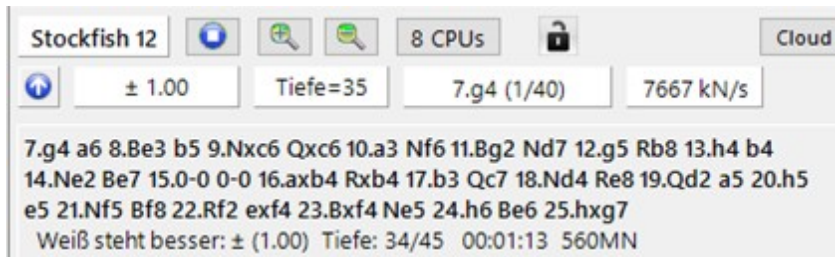 Stockfish 12 8 CPUs Cloud
± 1.00 Tiefe=35 7.g4 (1/40) 7667 kN/s
7.g4 a6 8.Be3 b5 9.Nxc6 Qxc6 10.a3 Nf6 11.Bg2 Nd7 12.g5 Rb8 13.h4 b4
14.Ne2 Be7 15.0-0 0-0 16.axb4 Rxb4 17.b3 Qc7 18.Nd4 Re8 19.Qd2 a5 20.h5
e5 21.Nf5 Bf8 22.Rf2 exf4 23.Bxf4 Ne5 24.h6 Be6 25.hxg7
Weiß steht besser: ± (1.00) Tiefe: 34/45 00:01:13 560MN